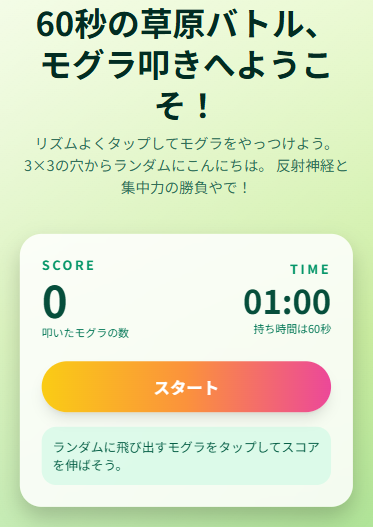 60秒の草原バトル、
モグラ叩きへようこ
そ！
リズムよくタップしてモグラをやっつけよう。
3×3の穴からランダムにこんにちは。 反射神経と
集中力の勝負やで！
SCORE
0
叩いたモグラの数
TIME
01:00
持ち時間は60秒
スタート
ランダムに飛び出すモグラをタップしてスコア
を伸ばそう。